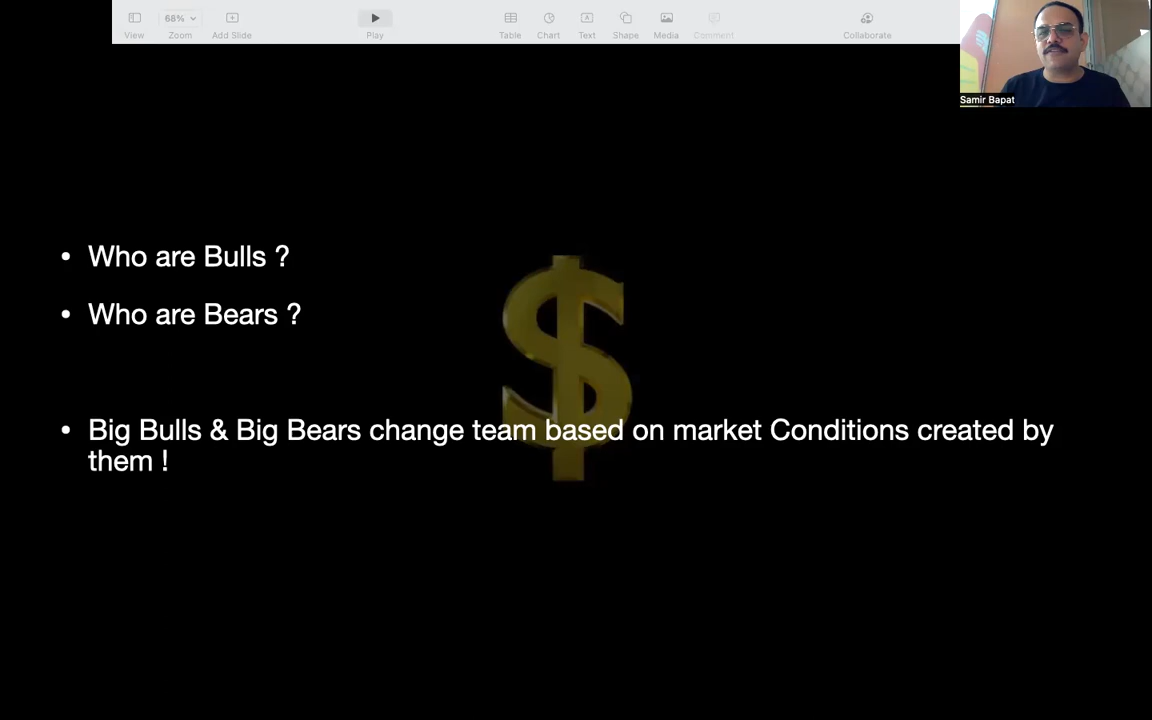 68%
View
Zoom
Add Slide
Play
Table
Chart
Text
Shape
Media
Comment
Collaborate
Samir Bapat
• Who are Bulls ?
• Who are Bears ?
• Big Bulls & Big Bears change team based on market Conditions created by
them !